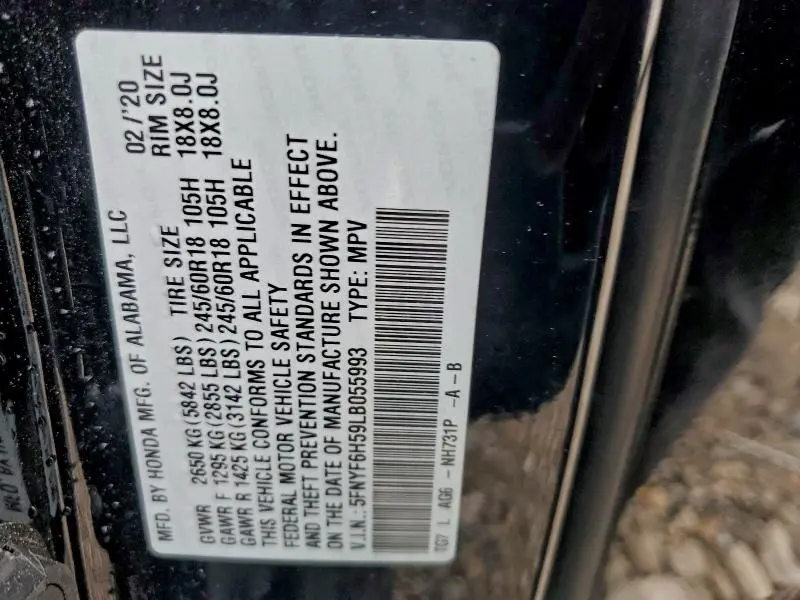 MFD. BY HONDA MFG. OF ALABAMA, LLC 02/'20
GVWR 2650 KG (5842 LBS) TIRE SIZE RIM SIZE
GAWR F 1295 KG (2855 LBS) 245/60R18 105H 18X8.0J
GAWR R 1425 KG (3142 LBS) 245/60R18 105H 18X8.0J
THIS VEHICLE CONFORMS TO ALL APPLICABLE
FEDERAL MOTOR VEHICLE SAFETY
AND THEFT PREVENTION STANDARDS IN EFFECT
ON THE DATE OF MANUFACTURE SHOWN ABOVE.
V.I.N.: 5FNYF6H59LB055993 TYPE: MPV
TG7 L AG6 -NH731P -A -B